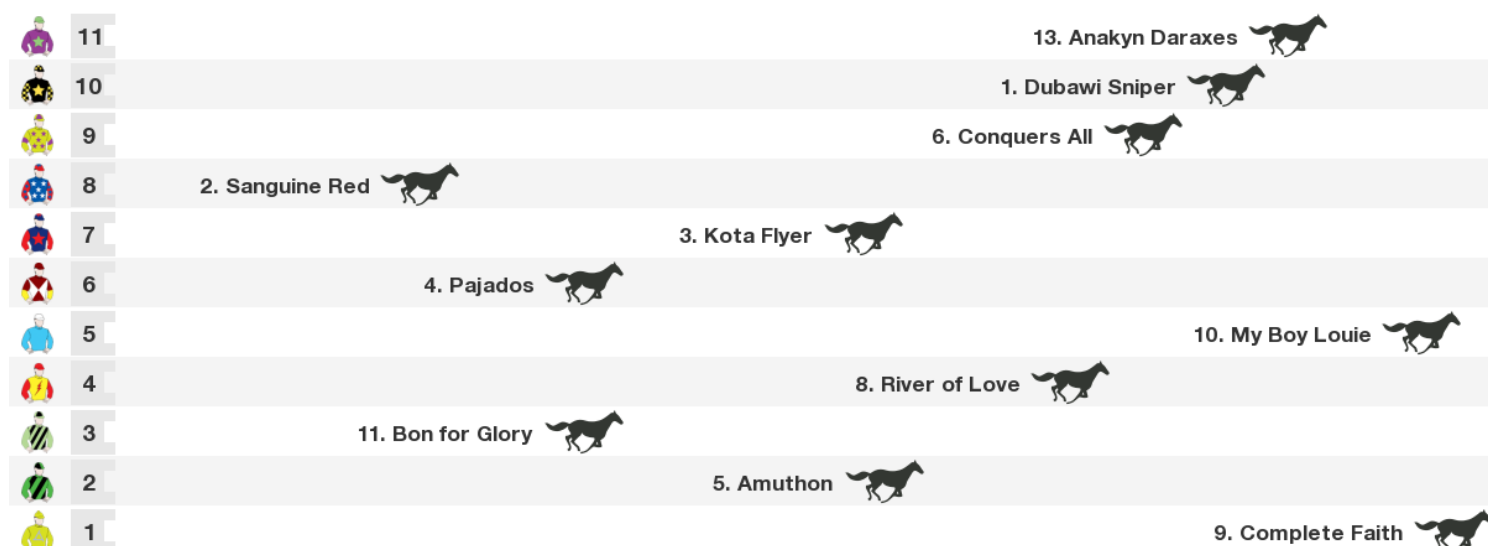 11 13. Anakyn Daraxes
10 1. Dubawi Sniper
9 6. Conquers All
8 2. Sanguine Red
7 3. Kota Flyer
6 4. Pajados
5 10. My Boy Louie
4 8. River of Love
3 11. Bon for Glory
2 5. Amuthon
1 9. Complete Faith